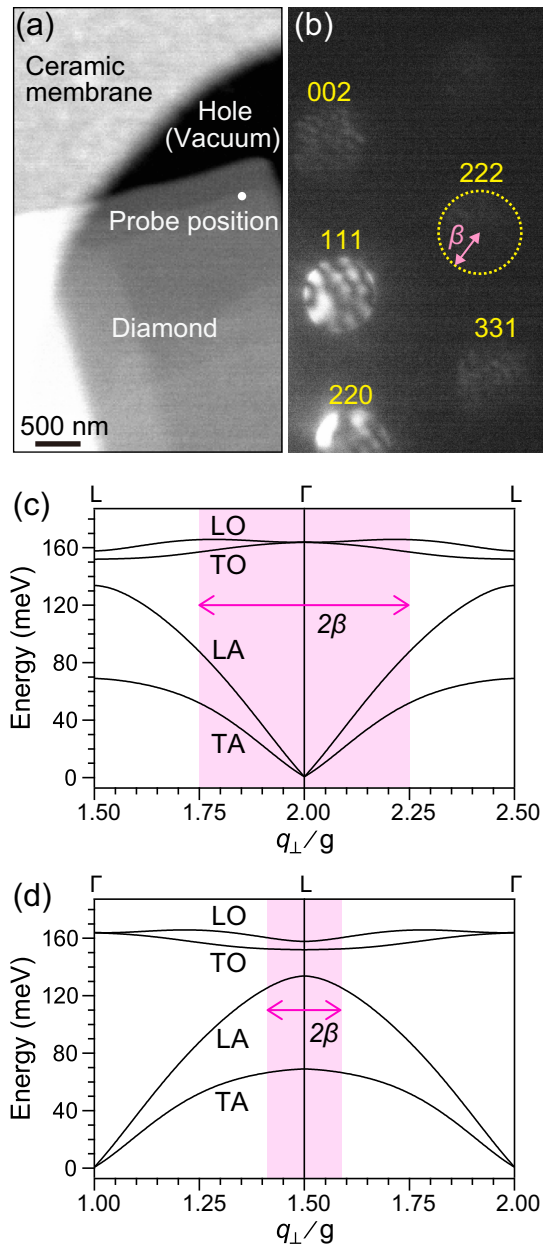 (a)
Ceramic
membrane
Hole
(Vacuum)
Probe position
Diamond
500 nm
(b)
002
222
β
111
331
220
(c)
L Γ L
LO
TO
LA
TA
2β
Energy (meV)
160
120
80
40
0
1.50 1.75 2.00 2.25 2.50
q⊥/g
(d)
Γ L Γ
LO
TO
LA
TA
2β
Energy (meV)
160
120
80
40
0
1.00 1.25 1.50 1.75 2.00
q⊥/g